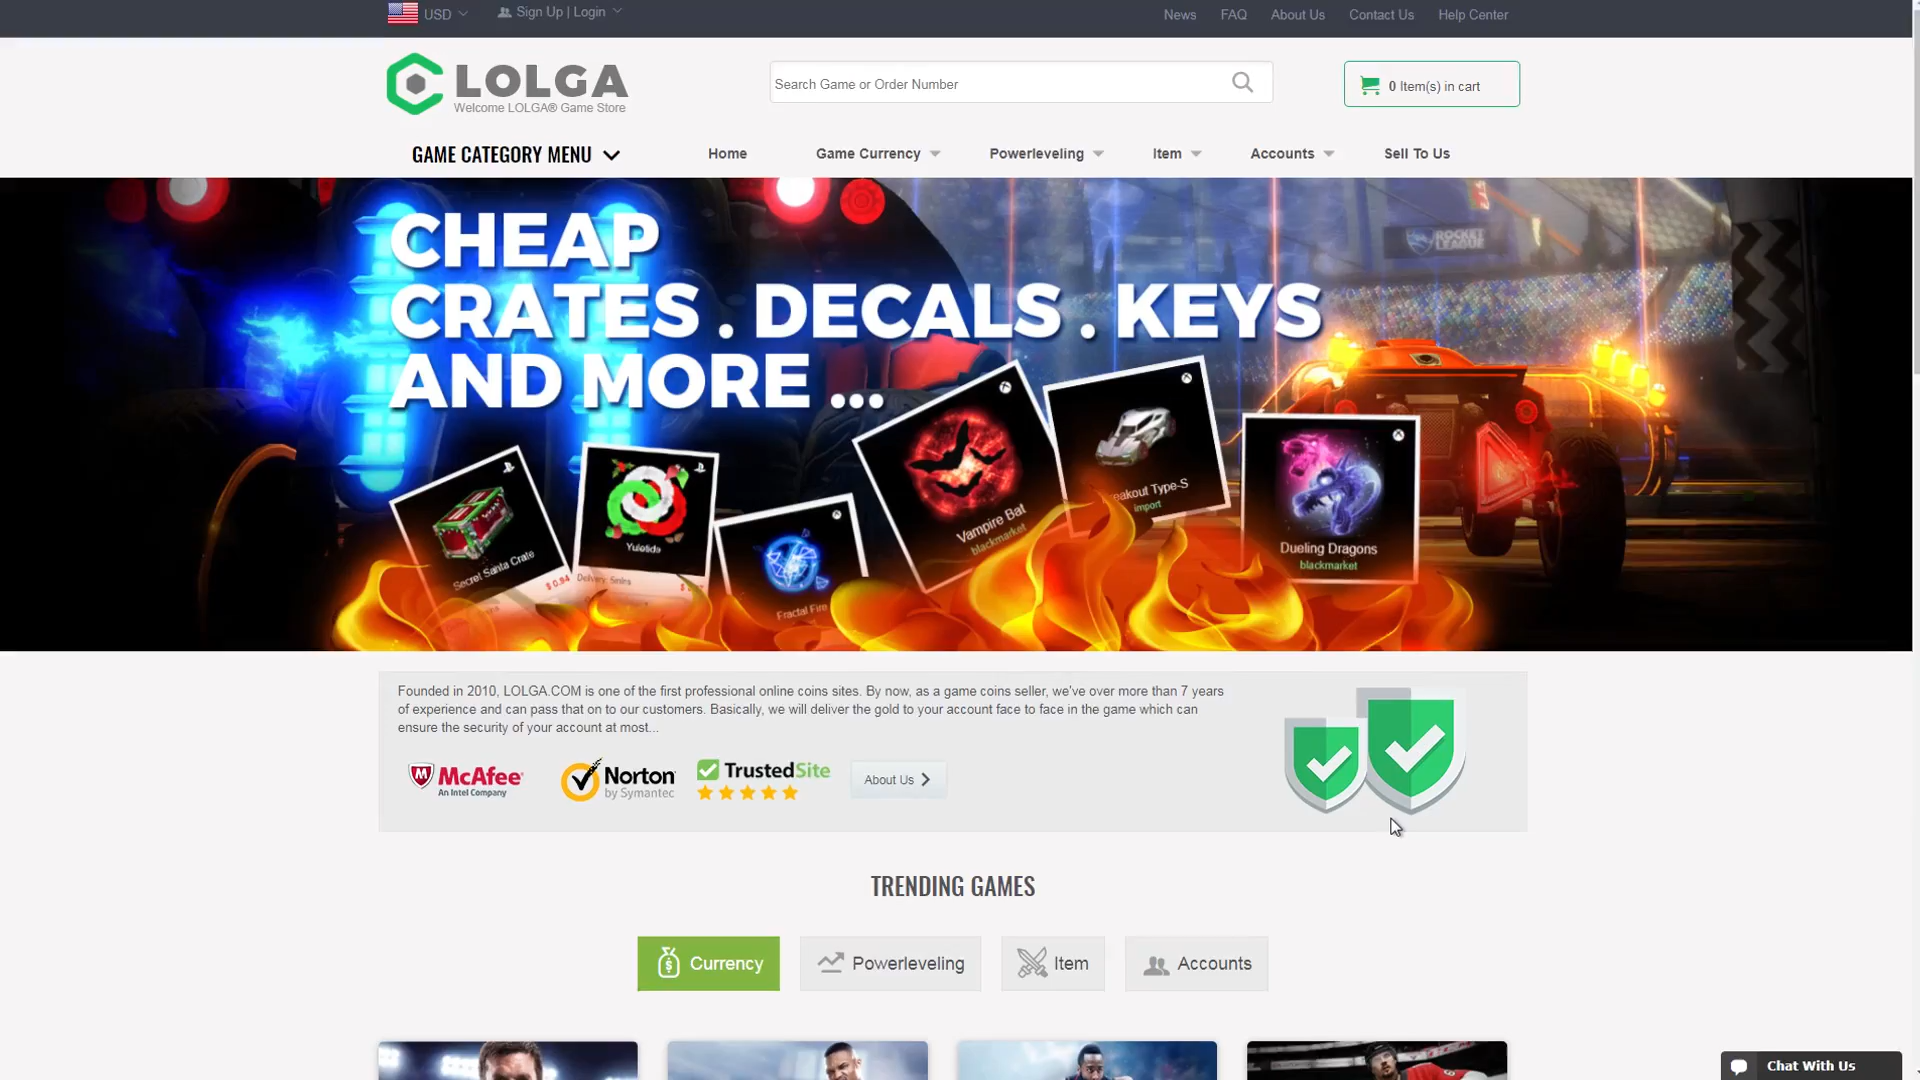 USD
Sign Up | Login
News FAQ About Us Contact Us Help Center
LOLGA
Welcome LOLGA® Game Store
Search Game or Order Number
0 Item(s) in cart
GAME CATEGORY MENU
Home Game Currency Powerleveling Item Accounts Sell To Us
CHEAP
CRATES . DECALS . KEYS
AND MORE ...
ROCKET
LEAGUE
Secret Santa Crate
$ 0.94
Yuletide
Delivery: 5mins
Fractal Fire
Vampire Bat
blackmarket
eakout Type-S
import
Dueling Dragons
blackmarket
Founded in 2010, LOLGA.COM is one of the first professional online coins sites. By now, as a game coins seller, we've over more than 7 years
of experience and can pass that on to our customers. Basically, we will deliver the gold to your account face to face in the game which can
ensure the security of your account at most...
McAfee
An Intel Company
Norton
by Symantec
TrustedSite
About Us
TRENDING GAMES
Currency Powerleveling Item Accounts
Chat With Us